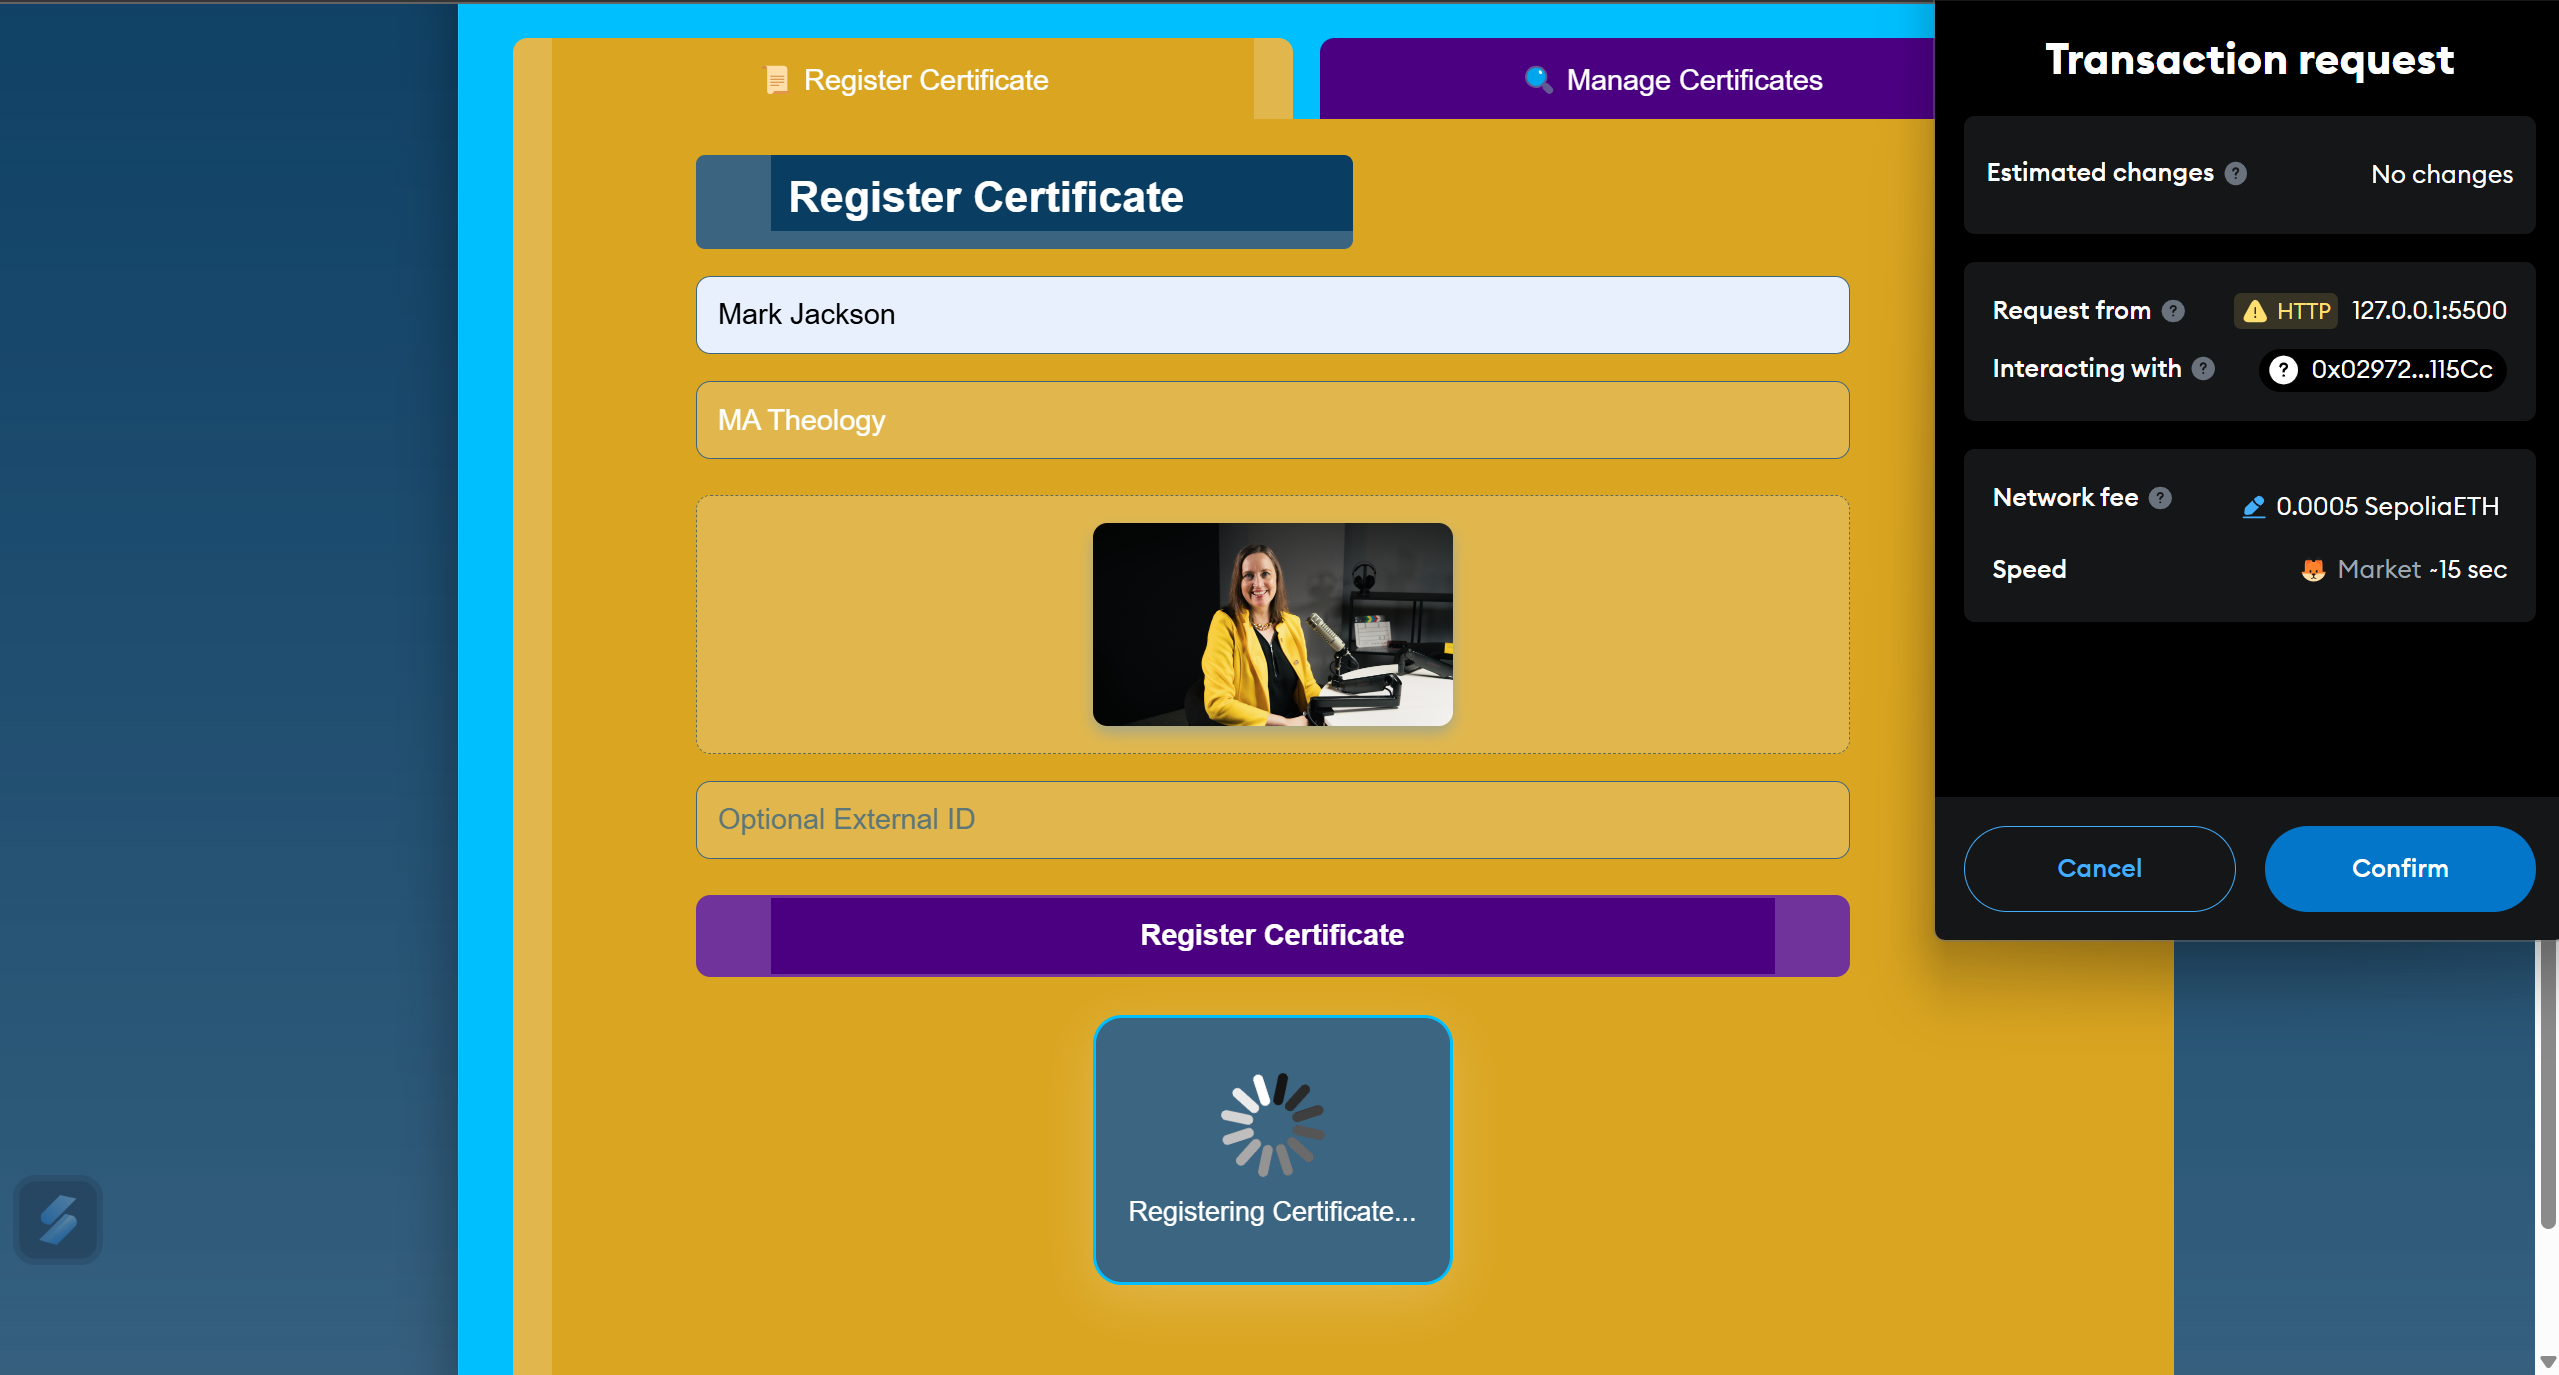 Register Certificate
Manage Certificates
Register Certificate
Mark Jackson
MA Theology
Optional External ID
Register Certificate
Registering Certificate...
Transaction request
Estimated changes ? No changes
Request from ? HTTP 127.0.0.1:5500
Interacting with ? ? 0x02972...115Cc
Network fee ? 0.0005 SepoliaETH
Speed Market ~15 sec
Cancel Confirm